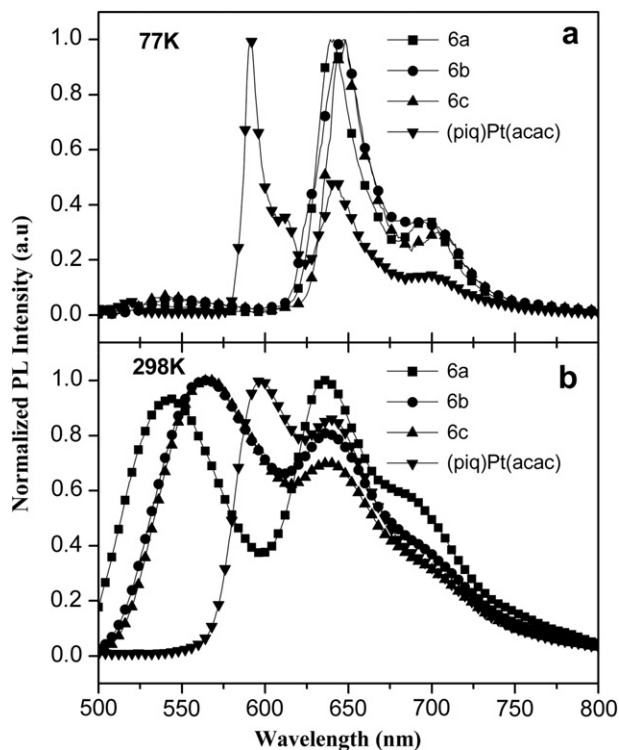 77K
a
6a
6b
6c
(piq)Pt(acac)
1.0
0.8
0.6
0.4
0.2
0.0
298K
b
6a
6b
6c
(piq)Pt(acac)
1.0
0.8
0.6
0.4
0.2
0.0
Normalized PL Intensity (a.u)
500 550 600 650 700 750 800
Wavelength (nm)